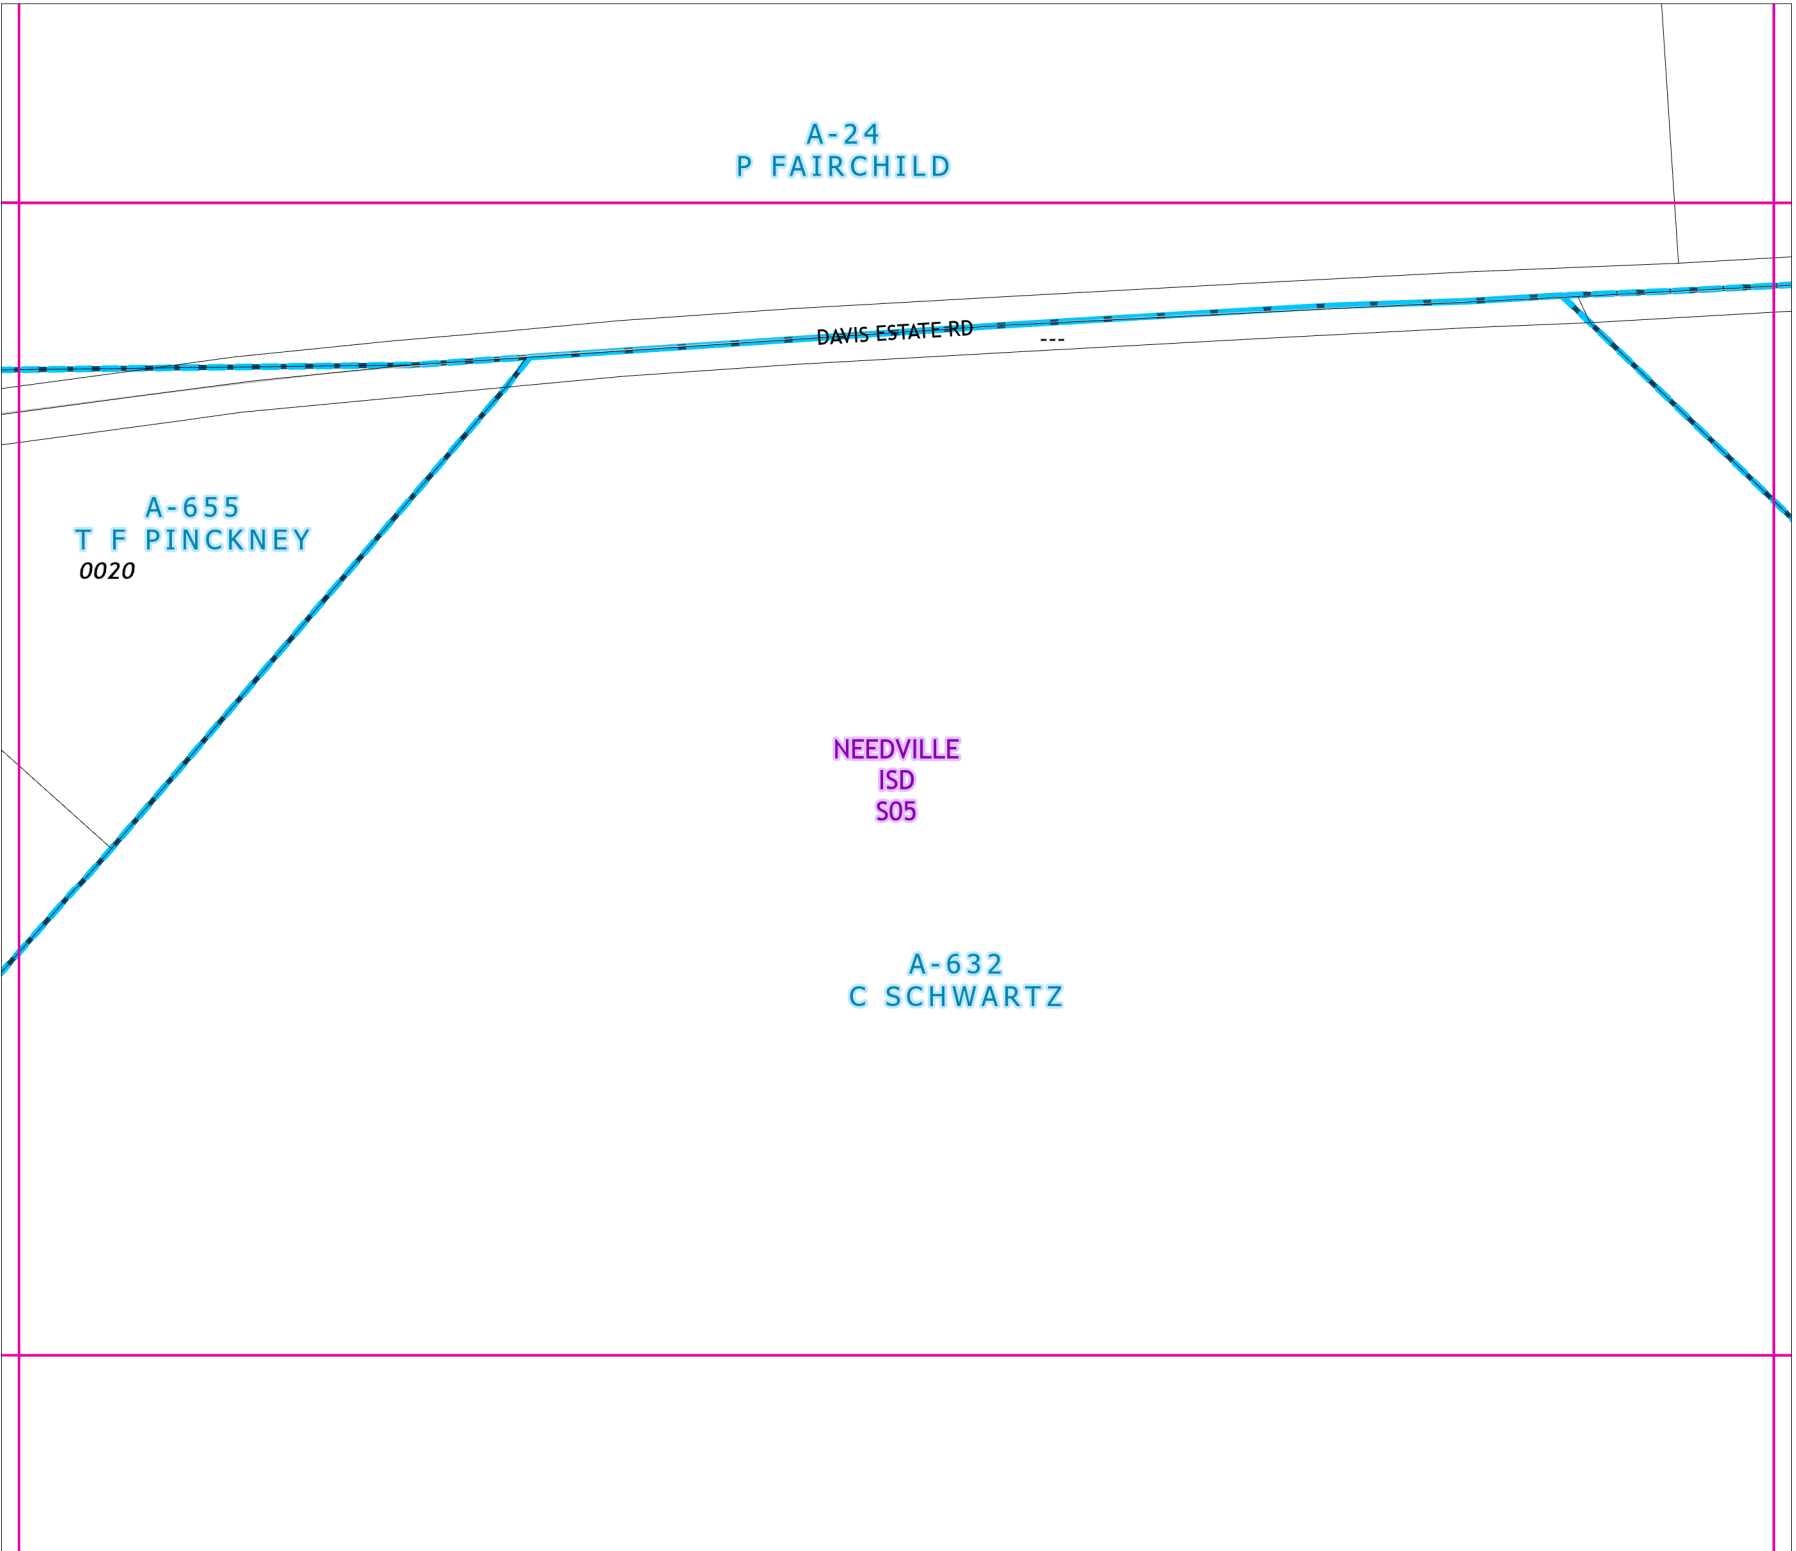 A-24
P FAIRCHILD
DAVIS ESTATE RD
---
A-655
T F PINCKNEY
0020
NEEDVILLE
ISD
S05
A-632
C SCHWARTZ